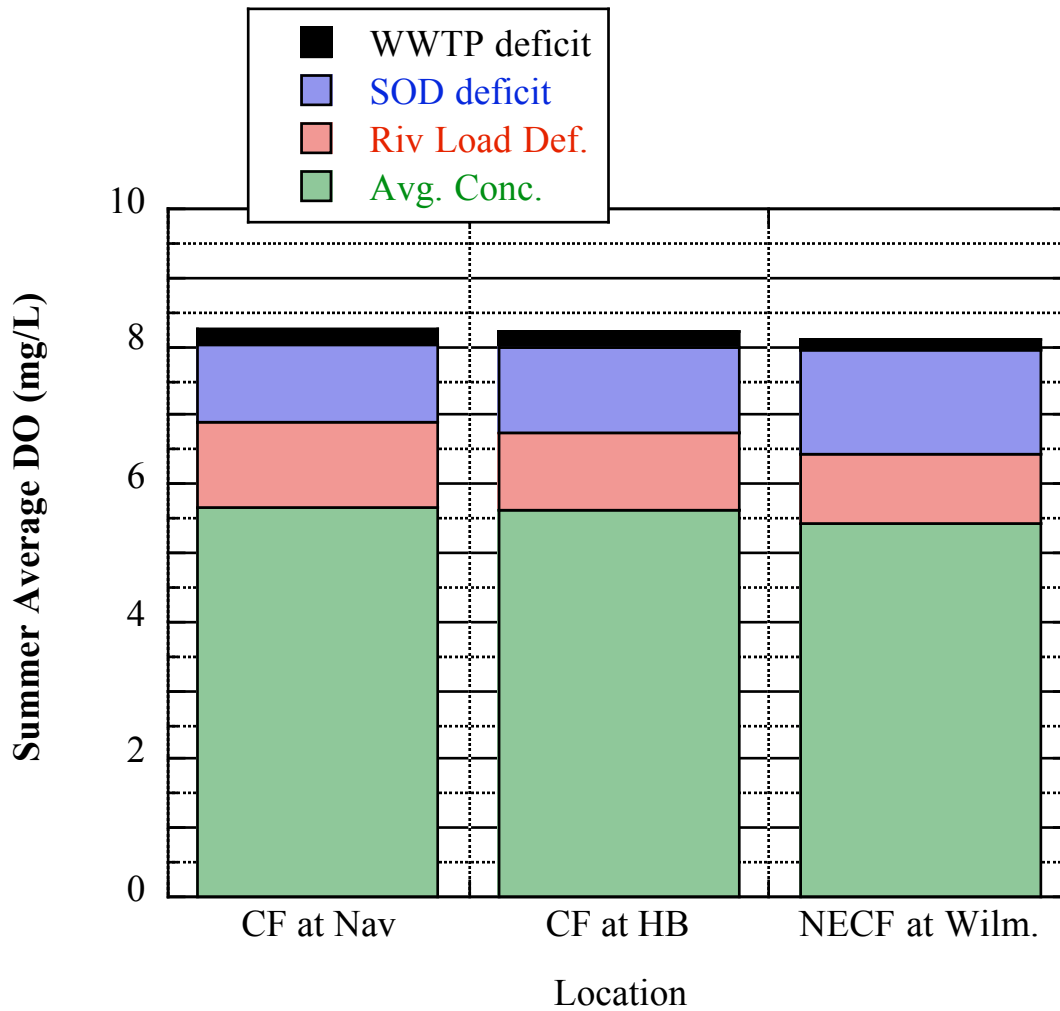 WWTP deficit
SOD deficit
Riv Load Def.
Avg. Conc.
Summer Average DO (mg/L)
10
8
6
4
2
0
CF at Nav
CF at HB
NECF at Wilm.
Location